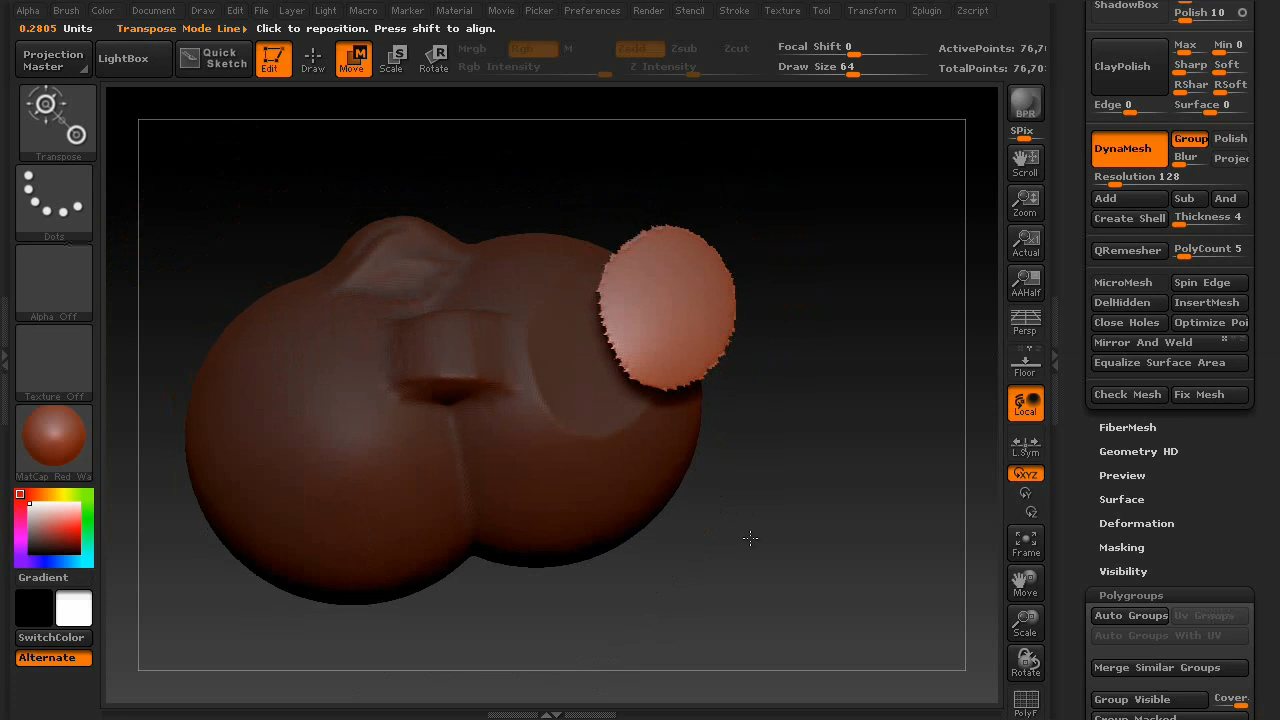 Alpha Brush Color Document Draw Edit File Layer Light Macro Marker Material Movie Picker Preferences Render Stencil Stroke Texture Tool Transform Zplugin Zscript
0.2805 Units Transpose Mode Line Click to reposition. Press shift to align.
Projection Master
LightBox
Quick Sketch
Edit
Draw
Move
Scale
Rotate
Mrgb Rgb M
Rgb Intensity
Zadd Zsub Zcut
Z Intensity
Focal Shift 0
Draw Size 64
ActivePoints: 76,7
TotalPoints: 76,70
Transpose
Dots
Alpha Off
Texture Off
MatCap Red Wa
Gradient
SwitchColor
Alternate
BPR
SPix
Scroll
Zoom
Actual
AAHalf
Persp
Floor
Local
L.Sym
XYZ
Y
Z
Frame
Move
Scale
Rotate
PolyF
ShadowBox
Polish 10
ClayPolish
Max Min 0
Sharp Soft
RShar RSoft
Edge 0 Surface 0
DynaMesh
Group Polish
Blur Projec
Resolution 128
Add Sub And
Create Shell Thickness 4
QRemesher PolyCount 5
MicroMesh Spin Edge
DelHidden InsertMesh
Close Holes Optimize Poi
Mirror And Weld
Equalize Surface Area
Check Mesh Fix Mesh
FiberMesh
Geometry HD
Preview
Surface
Deformation
Masking
Visibility
Polygroups
Auto Groups Uv Groups
Auto Groups With UV
Merge Similar Groups
Group Visible Cover
Group Masked